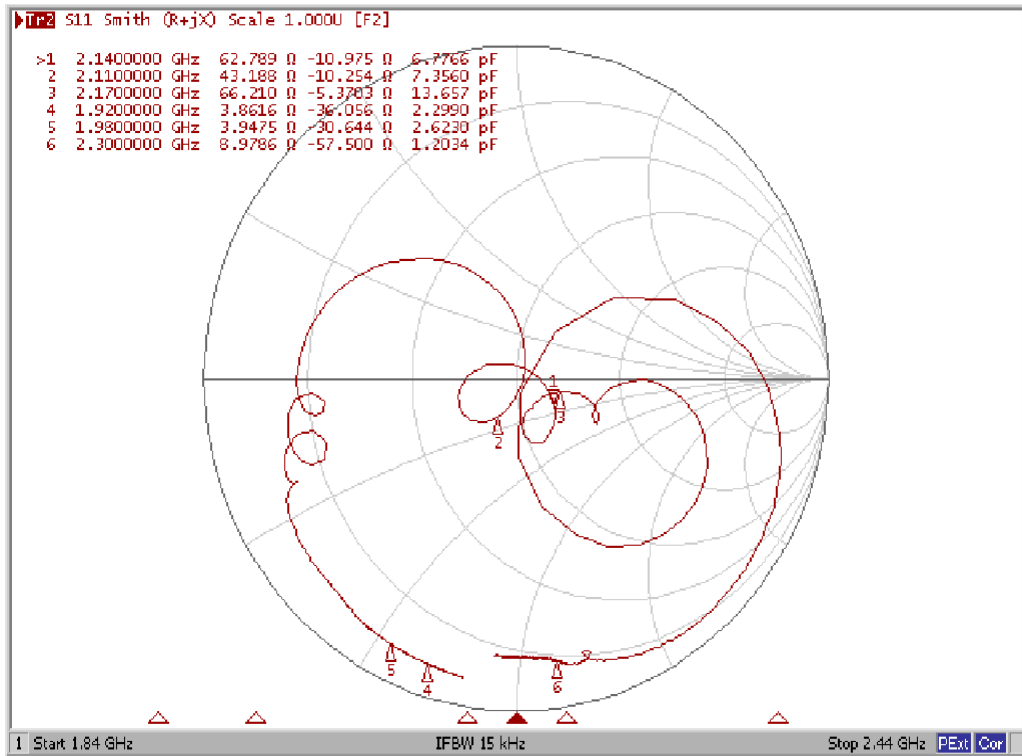 Tr2 S11 Smith (R+jX) Scale 1.000U [F2]
>1 2.1400000 GHz 62.789 Ω -10.975 Ω 6.7766 pF
2 2.1100000 GHz 43.188 Ω -10.254 Ω 7.3560 pF
3 2.1700000 GHz 66.210 Ω -5.3703 Ω 13.657 pF
4 1.9200000 GHz 3.8616 Ω -36.056 Ω 2.2990 pF
5 1.9800000 GHz 3.9475 Ω -30.644 Ω 2.6230 pF
6 2.3000000 GHz 8.9786 Ω -57.500 Ω 1.2034 pF
1
3
2
5
4
6
1 Start 1.84 GHz IFBW 15 kHz Stop 2.44 GHz PExt Cor